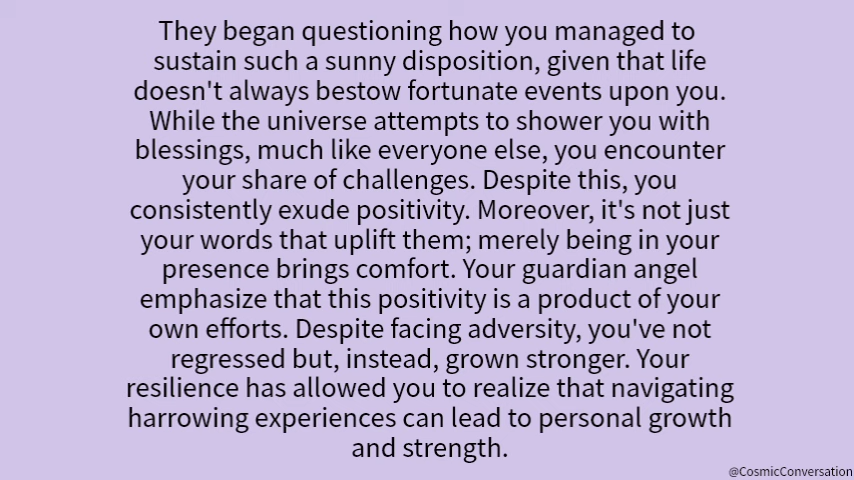 They began questioning how you managed to
sustain such a sunny disposition, given that life
doesn't always bestow fortunate events upon you.
While the universe attempts to shower you with
blessings, much like everyone else, you encounter
your share of challenges. Despite this, you
consistently exude positivity. Moreover, it's not just
your words that uplift them; merely being in your
presence brings comfort. Your guardian angel
emphasize that this positivity is a product of your
own efforts. Despite facing adversity, you've not
regressed but, instead, grown stronger. Your
resilience has allowed you to realize that navigating
harrowing experiences can lead to personal growth
and strength.
@CosmicConversation